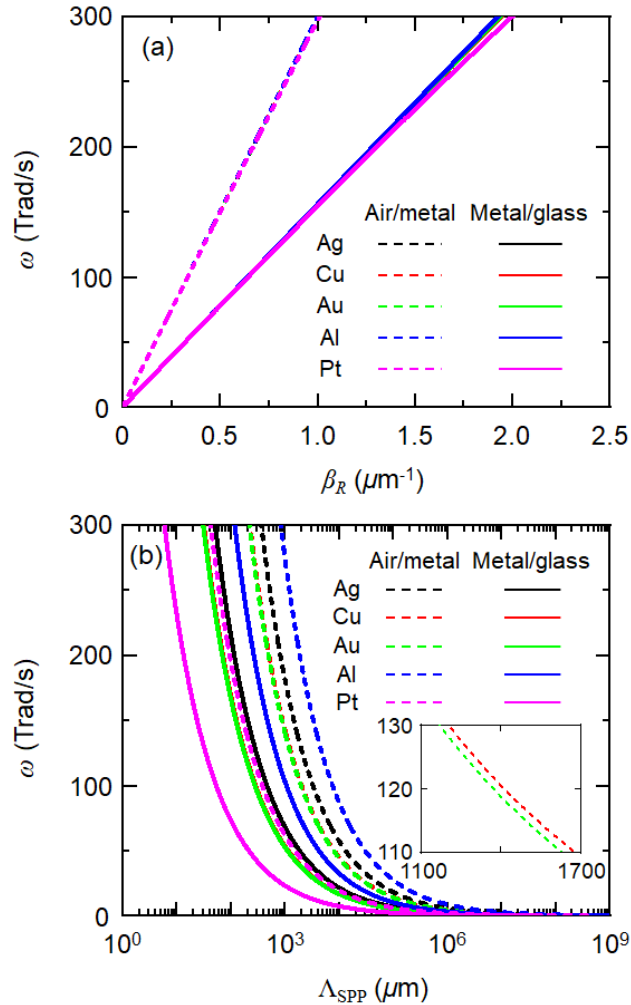 300
(a)
200
ω (Trad/s)
Air/metal Metal/glass
Ag
Cu
100
Au
Al
Pt
0
0 0.5 1.0 1.5 2.0 2.5
β_R (μm⁻¹)
300
(b)
Air/metal Metal/glass
Ag
Cu
200
Au
Al
ω (Trad/s)
Pt
130
100
120
110
1100 1700
0
10⁰ 10³ 10⁶ 10⁹
Λ_SPP (μm)